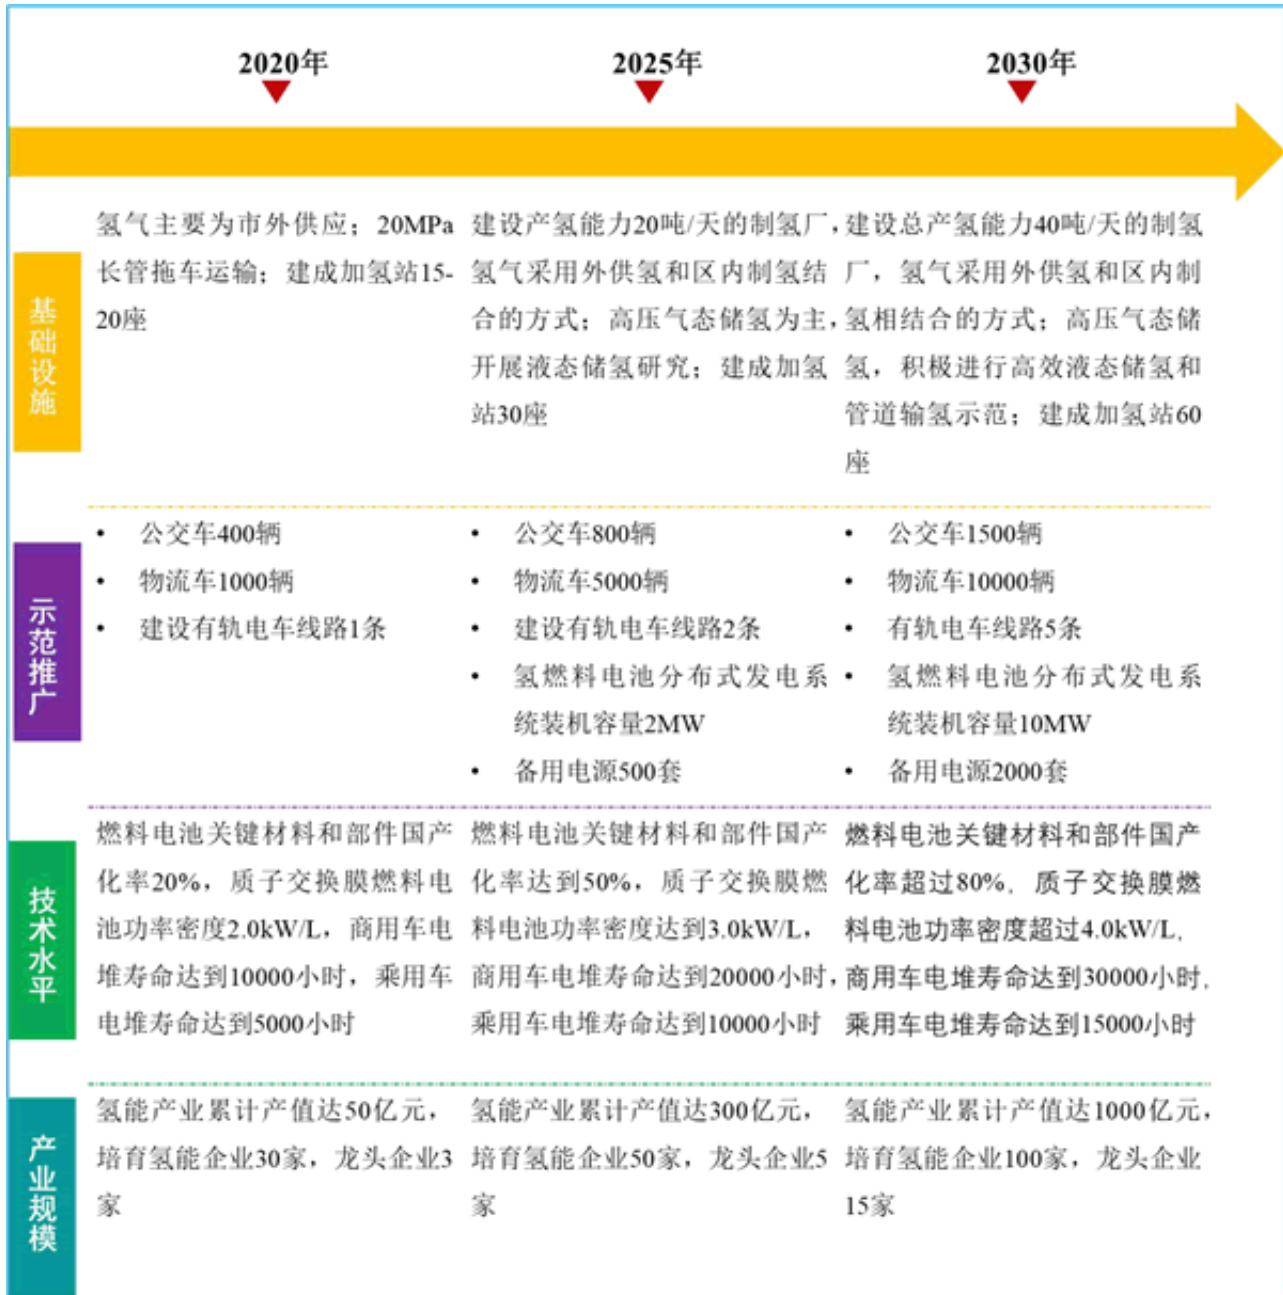 2020年
2025年
2030年
基础设施
氢气主要为市外供应；20MPa
长管拖车运输；建成加氢站15-
20座
建设产氢能力20吨/天的制氢厂，
氢气采用外供氢和区内制氢结
合的方式；高压气态储氢为主，
开展液态储氢研究；建成加氢
站30座
建设总产氢能力40吨/天的制氢
厂，氢气采用外供氢和区内制
氢相结合的方式；高压气态储
氢，积极进行高效液态储氢和
管道输氢示范；建成加氢站60
座
示范推广
• 公交车400辆
• 物流车1000辆
• 建设有轨电车线路1条
• 公交车800辆
• 物流车5000辆
• 建设有轨电车线路2条
• 氢燃料电池分布式发电系
统装机容量2MW
• 备用电源500套
• 公交车1500辆
• 物流车10000辆
• 有轨电车线路5条
• 氢燃料电池分布式发电系
统装机容量10MW
• 备用电源2000套
技术水平
燃料电池关键材料和部件国产
化率20%，质子交换膜燃料电
池功率密度2.0kW/L，商用车电
堆寿命达到10000小时，乘用车
电堆寿命达到5000小时
燃料电池关键材料和部件国产
化率达到50%，质子交换膜燃
料电池功率密度达到3.0kW/L，
商用车电堆寿命达到20000小时，
乘用车电堆寿命达到10000小时
燃料电池关键材料和部件国产
化率超过80%，质子交换膜燃
料电池功率密度超过4.0kW/L，
商用车电堆寿命达到30000小时，
乘用车电堆寿命达到15000小时
产业规模
氢能产业累计产值达50亿元，
培育氢能企业30家，龙头企业3
家
氢能产业累计产值达300亿元，
培育氢能企业50家，龙头企业5
家
氢能产业累计产值达1000亿元，
培育氢能企业100家，龙头企业
15家